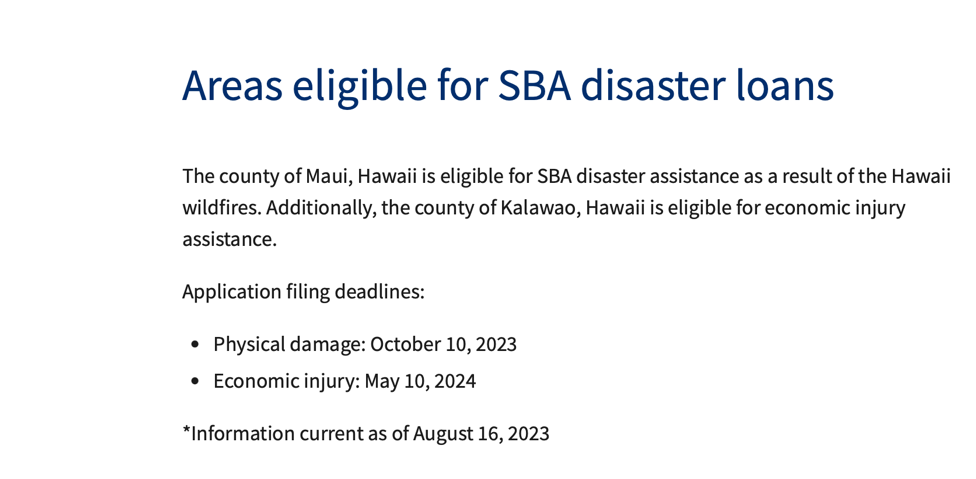 Areas eligible for SBA disaster loans
The county of Maui, Hawaii is eligible for SBA disaster assistance as a result of the Hawaii
wildfires. Additionally, the county of Kalawao, Hawaii is eligible for economic injury
assistance.
Application filing deadlines:
• Physical damage: October 10, 2023
• Economic injury: May 10, 2024
*Information current as of August 16, 2023